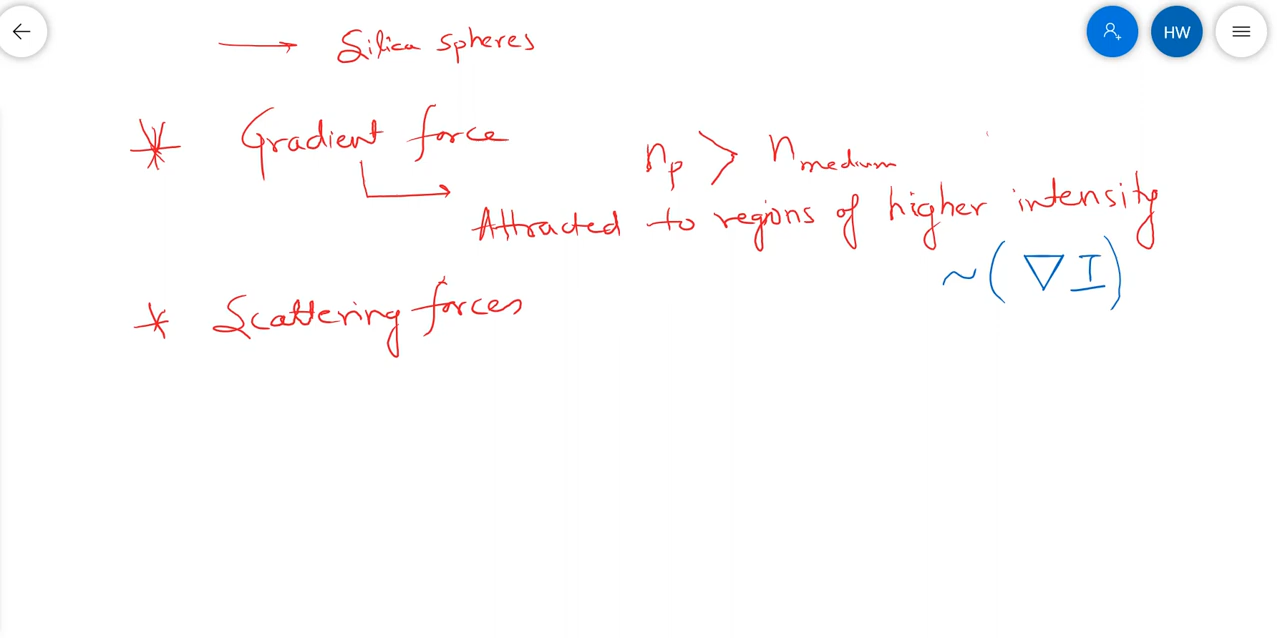 HW
→ Silica spheres
* Gradient force
n_p > n_medium
Attracted to regions of higher intensity
~ (∇I)
* Scattering forces